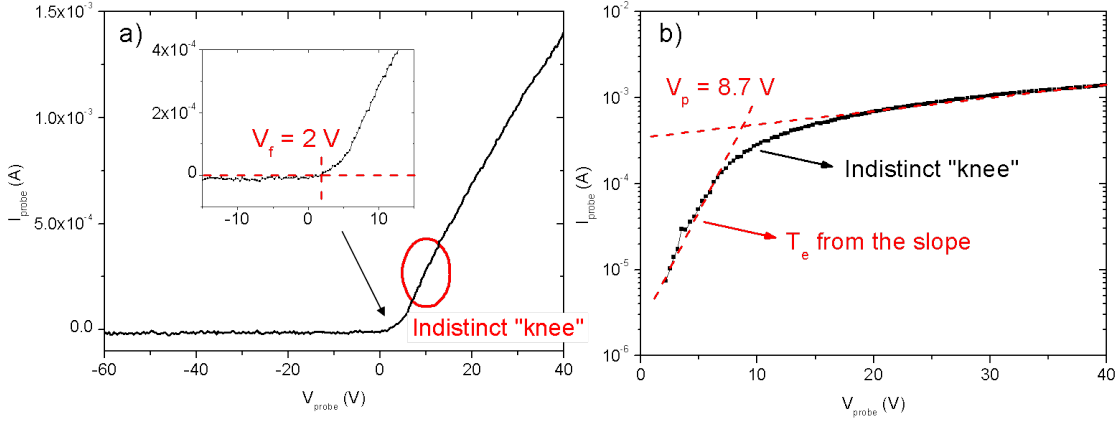 a)
1.5x10⁻³
1.0x10⁻³
5.0x10⁻⁴
0.0
I_probe (A)
4x10⁻⁴
2x10⁻⁴
0
-10
0
10
V_f = 2 V
Indistinct "knee"
-60
-40
-20
0
20
40
V_probe (V)
b)
10⁻²
10⁻³
10⁻⁴
10⁻⁵
10⁻⁶
I_probe (A)
V_p = 8.7 V
Indistinct "knee"
T_e from the slope
0
10
20
30
40
V_probe (V)